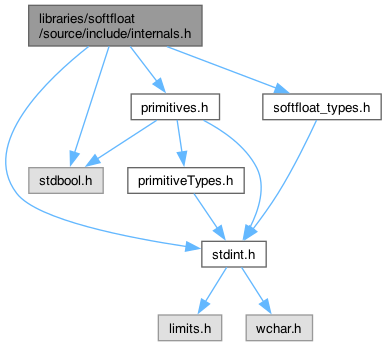 libraries/softfloat
/source/include/internals.h
primitives.h
softfloat_types.h
stdbool.h
primitiveTypes.h
stdint.h
limits.h
wchar.h